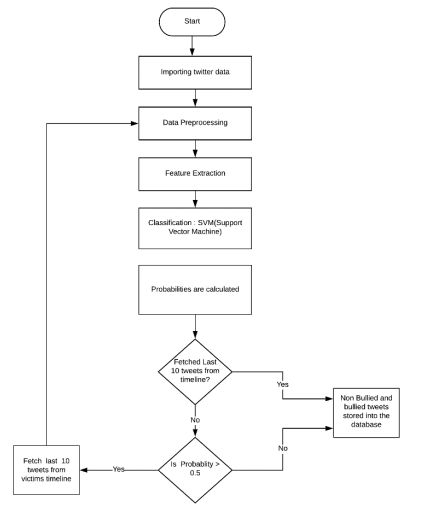 Start
Importing twitter data
Data Preprocessing
Feature Extraction
Classification : SVM(Support
Vector Machine)
Probabilities are calculated
Fetched Last
10 tweets from
timeline?
Yes
Non Bullied and
bullied tweets
stored into the
database
No
No
Is Probablity >
0.5
Yes
Fetch last 10
tweets from
victims timeline